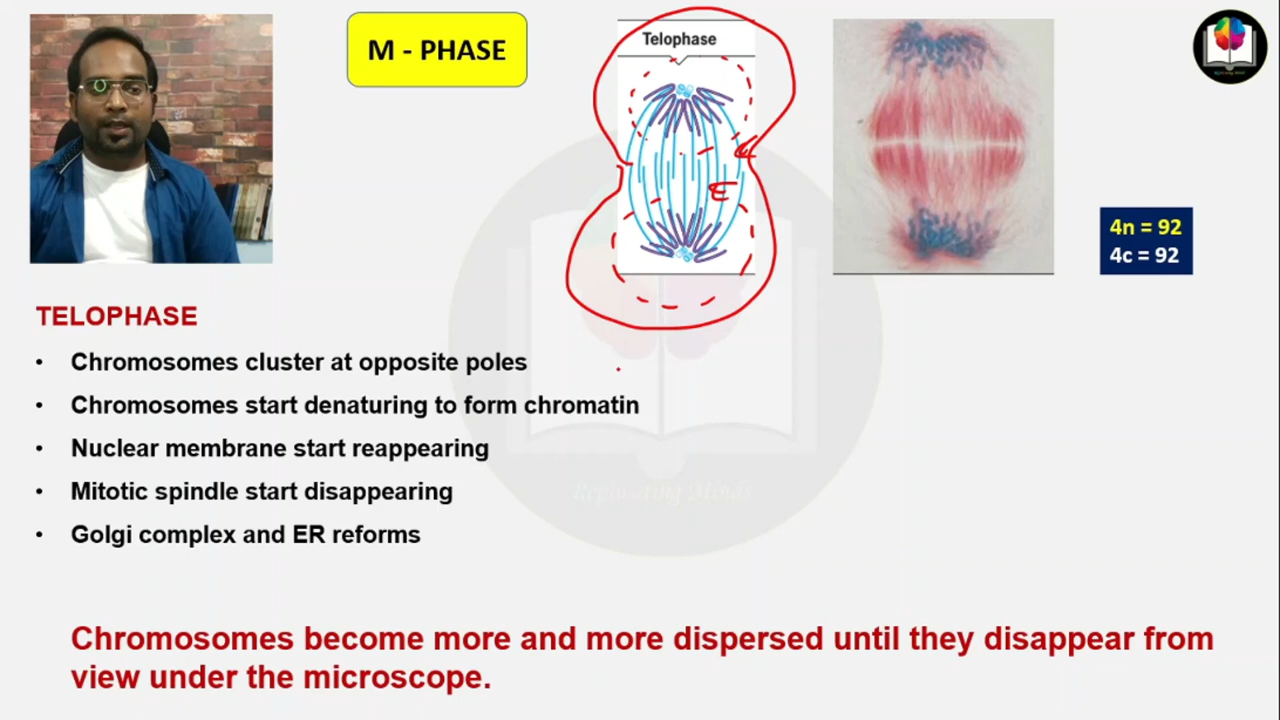 M - PHASE
Telophase
4n = 92
4c = 92
TELOPHASE
• Chromosomes cluster at opposite poles
• Chromosomes start denaturing to form chromatin
• Nuclear membrane start reappearing
• Mitotic spindle start disappearing
Replicating Minds
• Golgi complex and ER reforms
Chromosomes become more and more dispersed until they disappear from
view under the microscope.